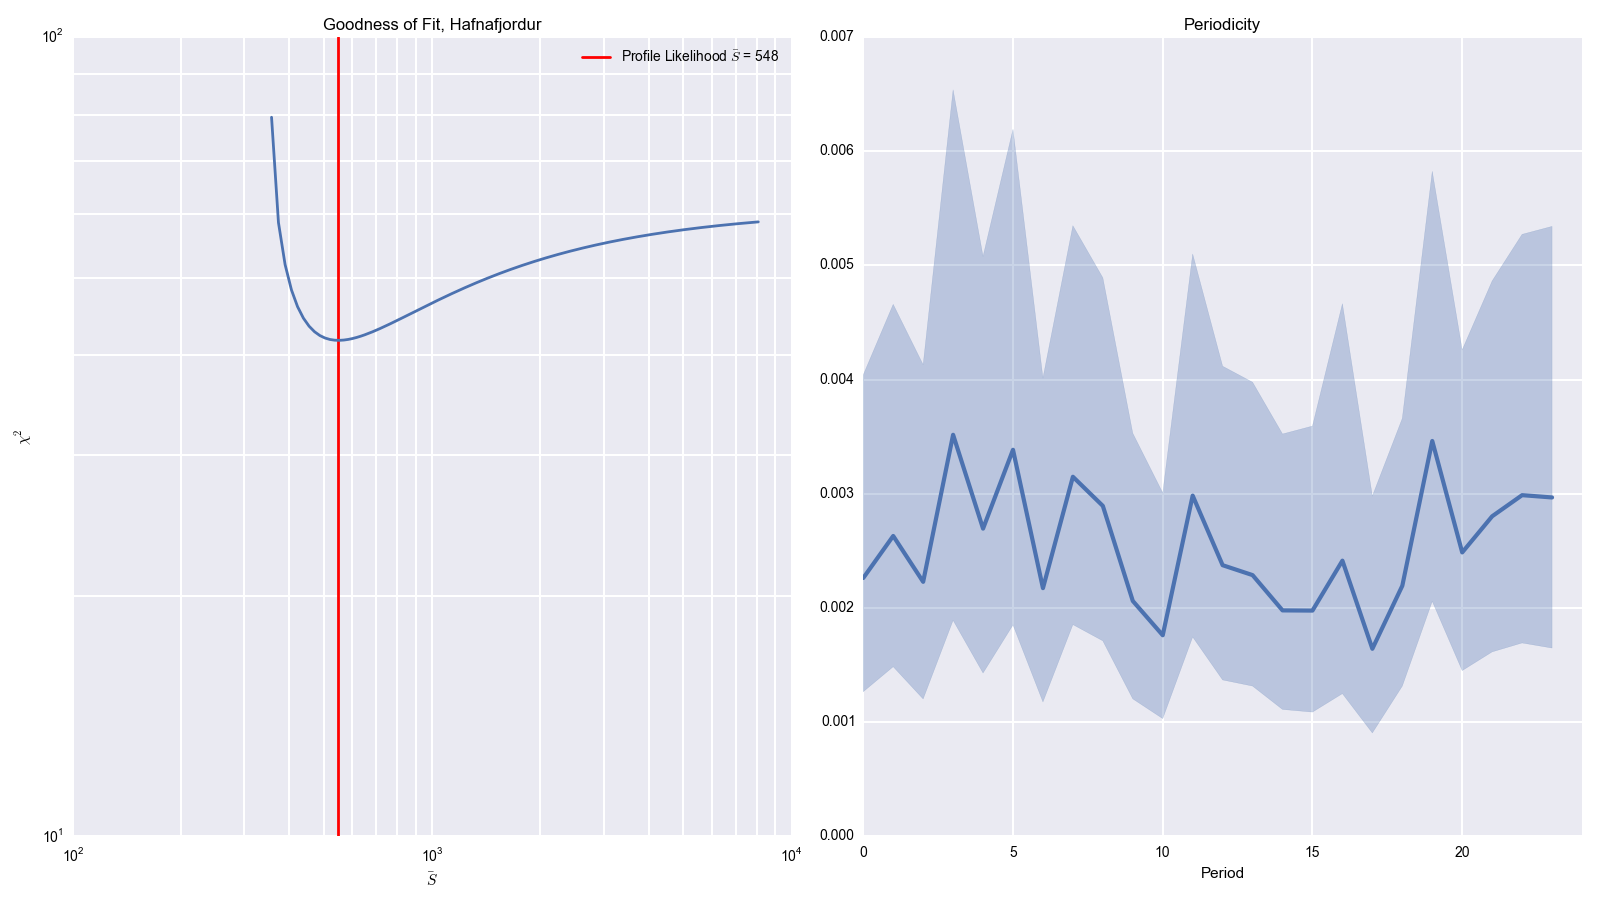 Goodness of Fit, Hafnafjordur
10²
Profile Likelihood S̄ = 548
χ²
10¹
10² 10³ 10⁴
S̄
Periodicity
0.007
0.006
0.005
0.004
0.003
0.002
0.001
0.000
0 5 10 15 20
Period